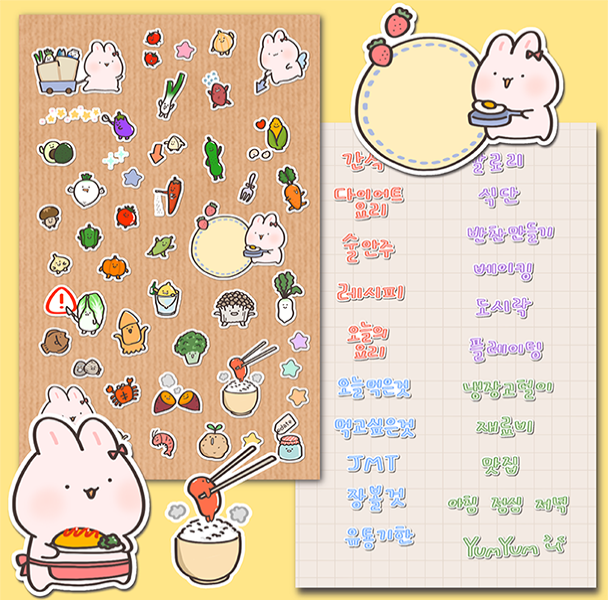 간식
다이어트
요리
술안주
레시피
오늘의
요리
오늘먹은것
먹고싶은것
JMT
장볼것
유통기한
칼로리
식단
반찬만들기
베이킹
도시락
플레이팅
냉장고털이
재료비
맛집
아침 점심 저녁
YumYum